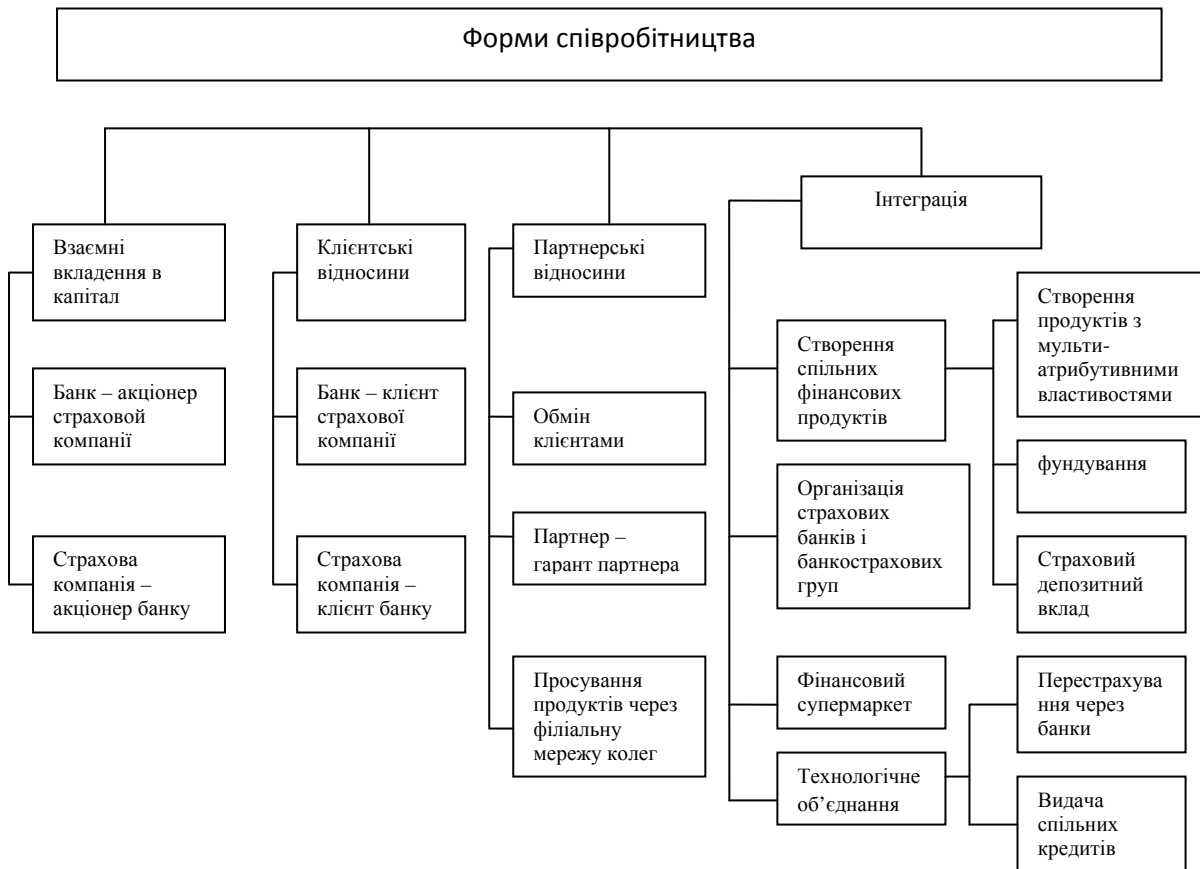 Форми співробітництва
Інтеграція
Взаємні
вкладення в
капітал
Банк – акціонер
страховой
компанії
Страхова
компанія –
акціонер банку
Клієнтські
відносини
Банк – клієнт
страхової
компанії
Страхова
компанія –
клієнт банку
Партнерські
відносини
Обмін
клієнтами
Партнер –
гарант партнера
Просування
продуктів через
філіальну
мережу колег
Створення
спільних
фінансових
продуктів
Організація
страхових
банків і
банкострахових
груп
Фінансовий
супермаркет
Технологічне
об’єднання
Створення
продуктів з
мульти-
атрибутивними
властивостями
фундування
Страховий
депозитний
вклад
Перестрахува
ння через
банки
Видача
спільних
кредитів